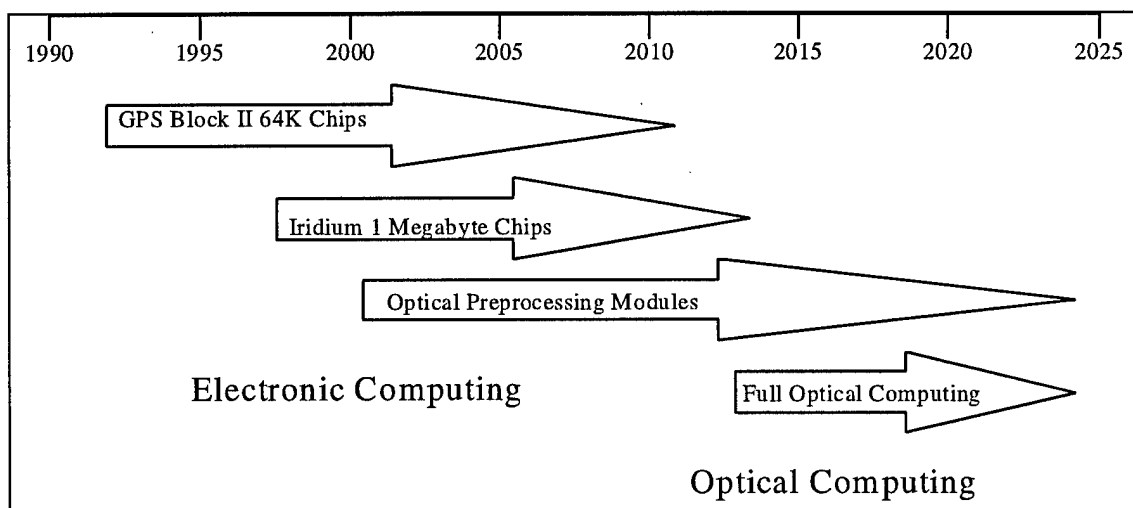 1990 1995 2000 2005 2010 2015 2020 2025
GPS Block II 64K Chips
Iridium 1 Megabyte Chips
Optical Preprocessing Modules
Electronic Computing
Full Optical Computing
Optical Computing